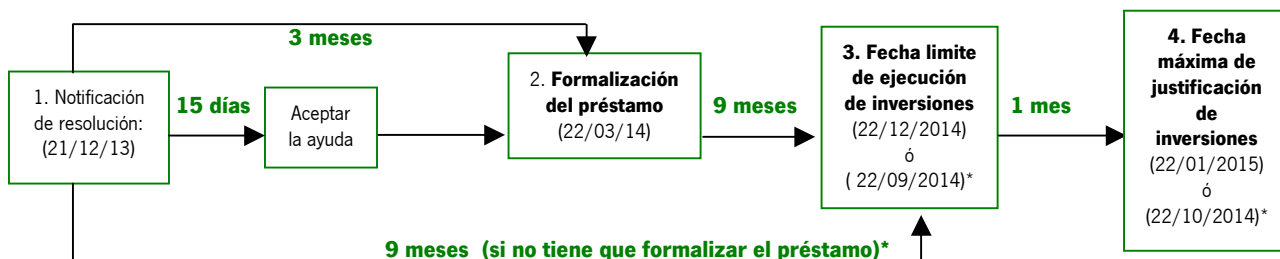 3 meses
1. Notificación
de resolución:
(21/12/13)
15 días
Aceptar
la ayuda
2. Formalización
del préstamo
(22/03/14)
9 meses
3. Fecha limite
de ejecución
de inversiones
(22/12/2014)
ó
( 22/09/2014)*
1 mes
4. Fecha
máxima de
justificación
de
inversiones
(22/01/2015)
ó
(22/10/2014)*
9 meses (si no tiene que formalizar el préstamo)*